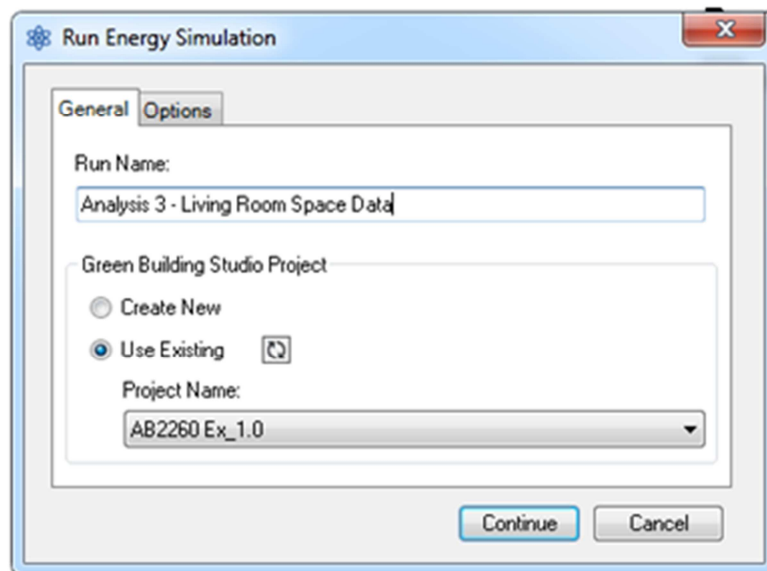 Run Energy Simulation
General Options
Run Name:
Analysis 3 - Living Room Space Data
Green Building Studio Project
Create New
Use Existing
Project Name:
AB2260 Ex_1.0
Continue Cancel